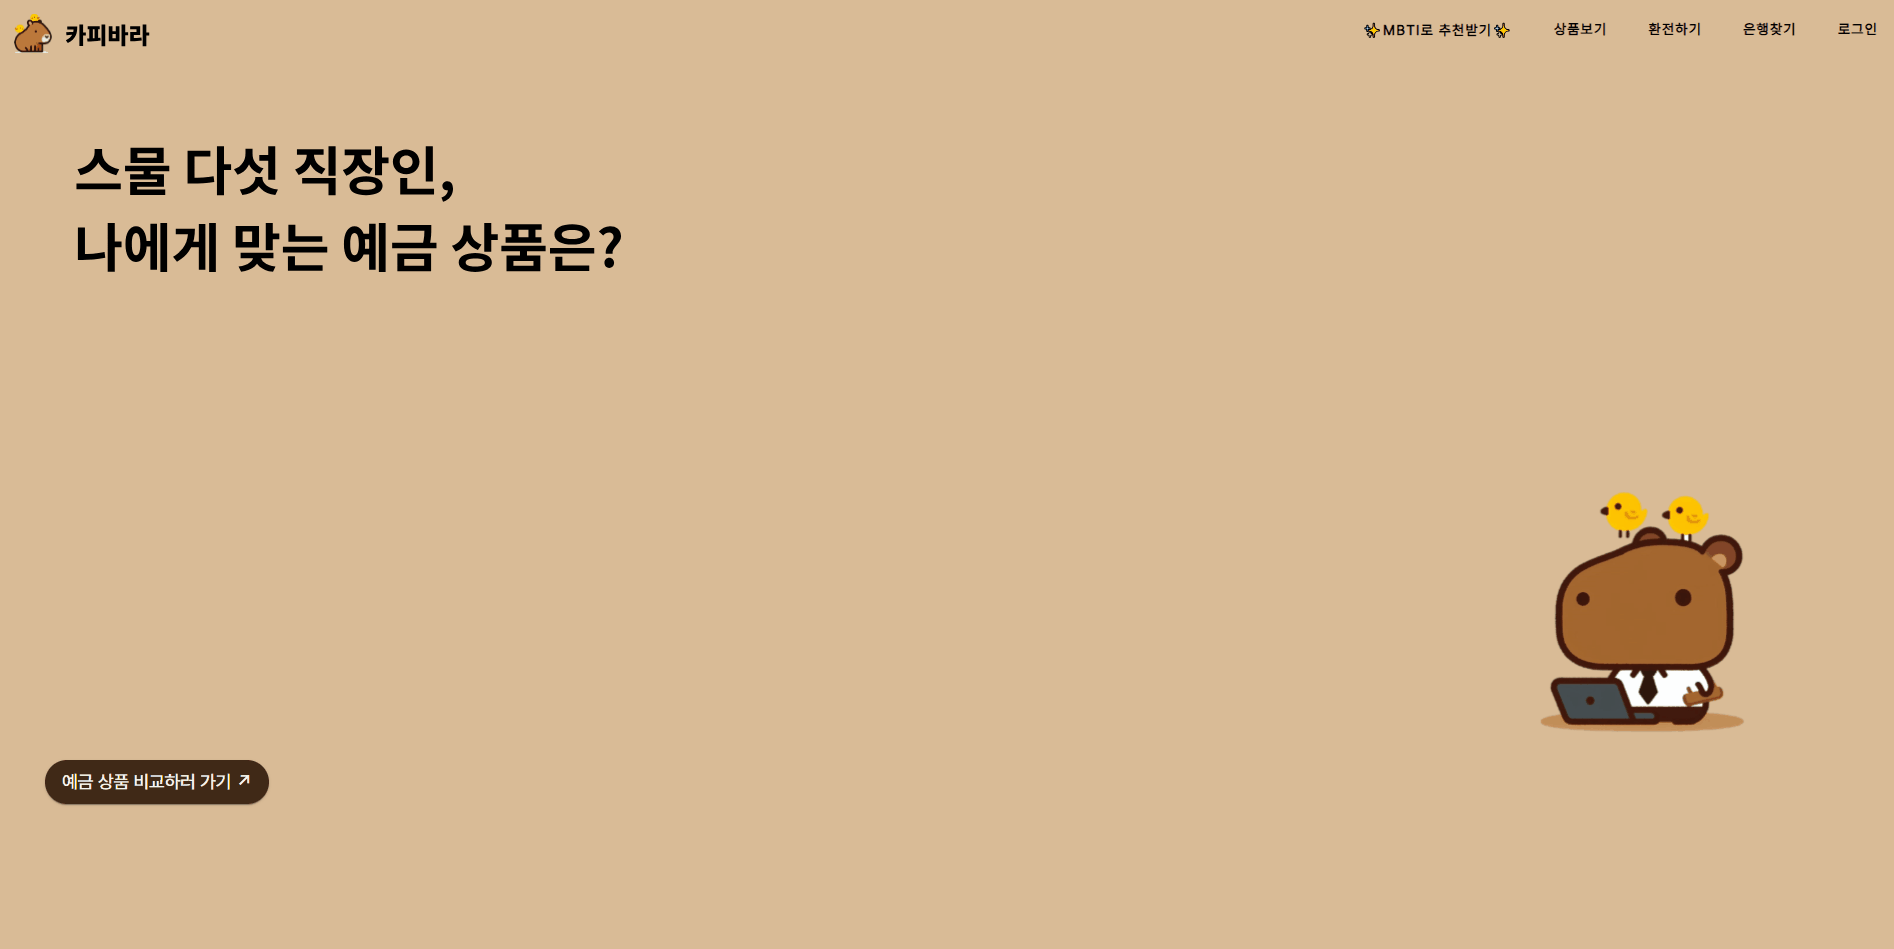 카피바라
✨MBTI로 추천받기✨
상품보기
환전하기
은행찾기
로그인
스물 다섯 직장인,
나에게 맞는 예금 상품은?
예금 상품 비교하러 가기 ↗